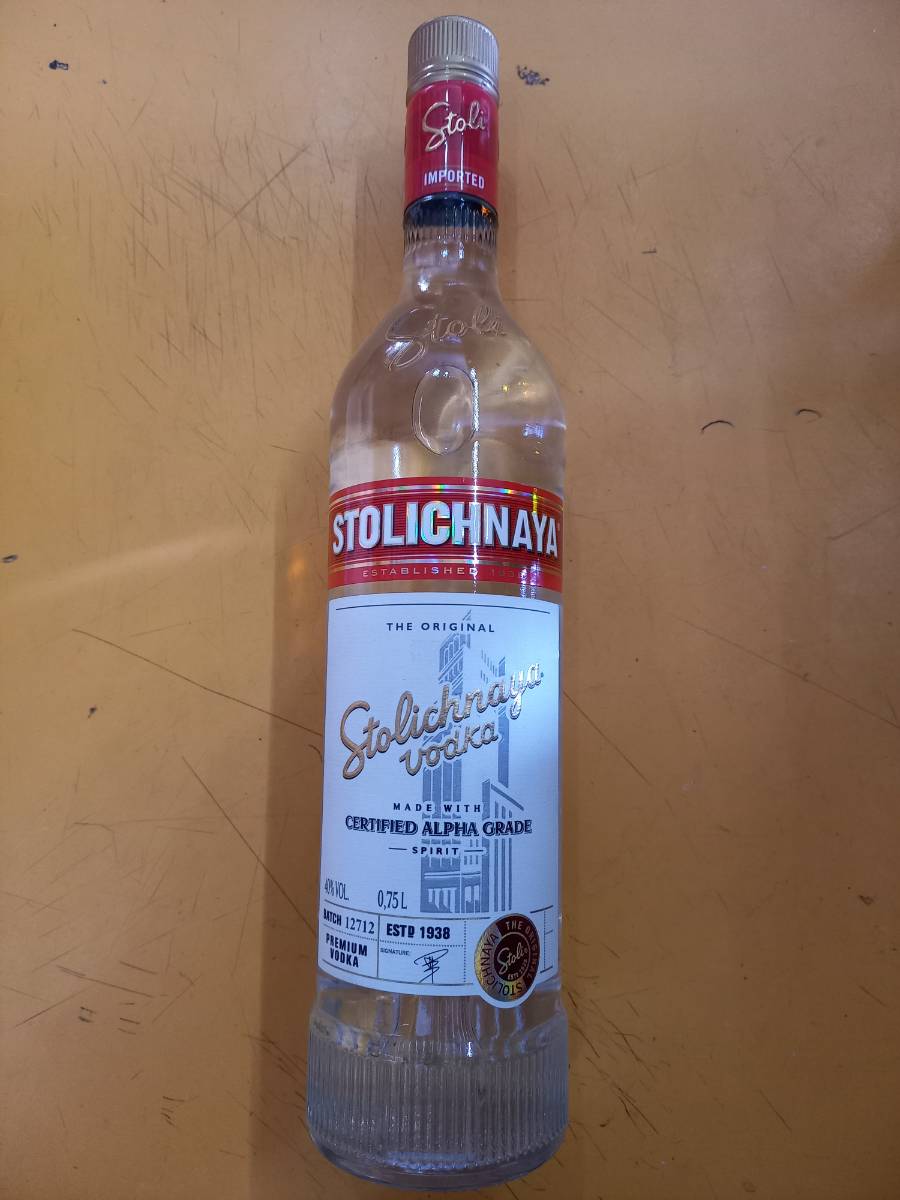 Stoli
IMPORTED
Stoli
STOLICHNAYA
ESTABLISHED 1938
THE ORIGINAL
Stolichnaya
vodka
MADE WITH
CERTIFIED ALPHA GRADE
SPIRIT
40% VOL. 0,75 L
BATCH 12712
PREMIUM
VODKA
ESTD 1938
SIGNATURE:
THE ORIGINAL
Stoli
STOLICHNAYA